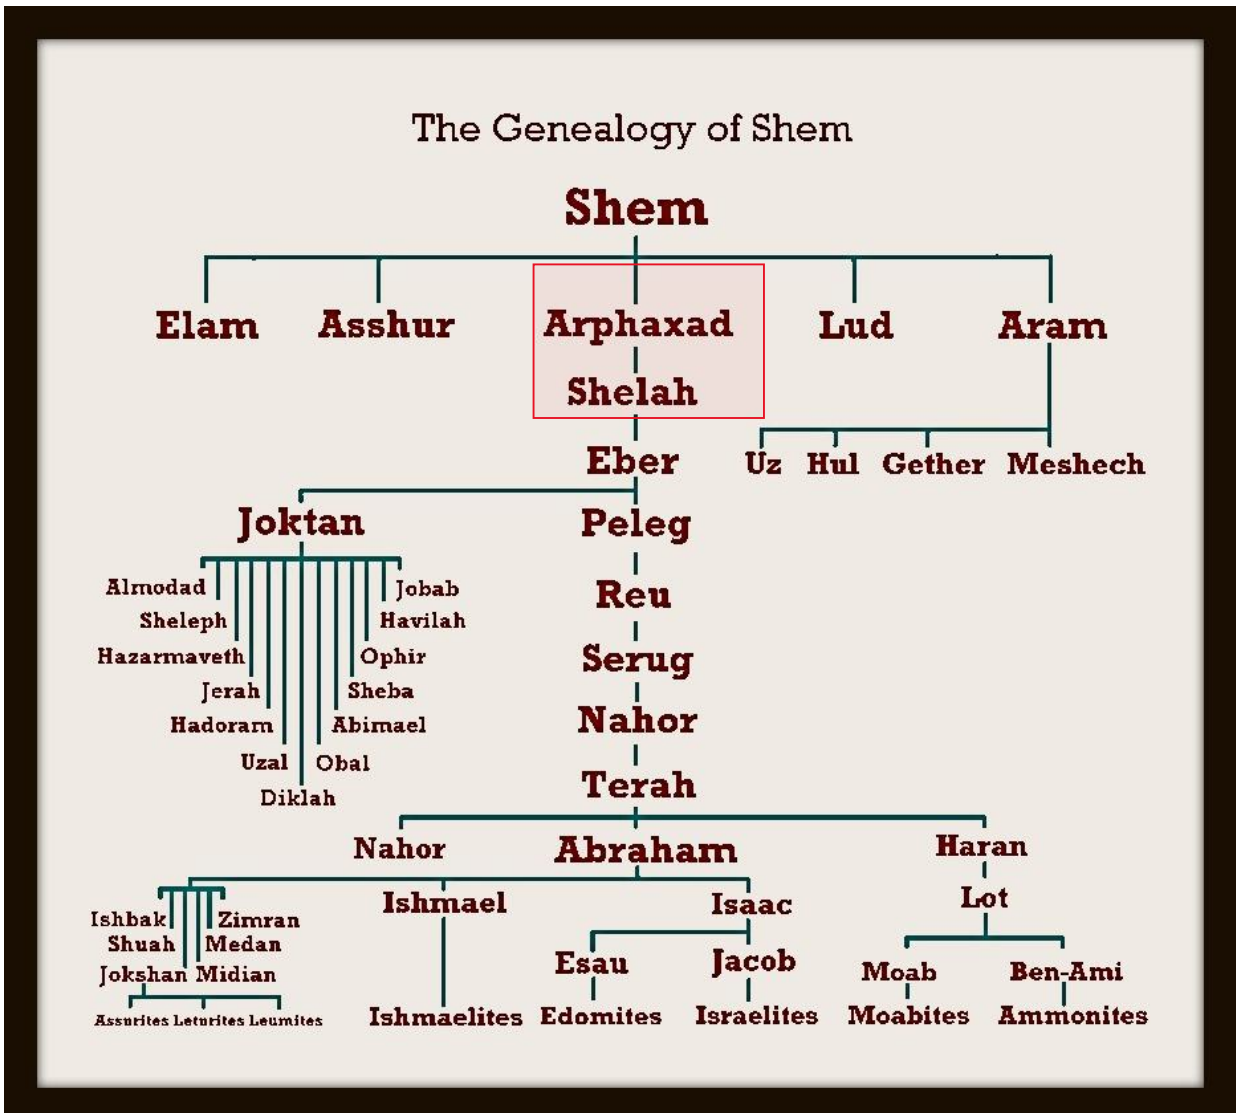 The Genealogy of Shem
Shem
Elam Asshur Arphaxad Lud Aram
Shelah
Eber Uz Hul Gether Meshech
Joktan Peleg
Almodad Jobab
Reu
Sheleph Havilah
Hazarmaveth Ophir Serug
Jerah Sheba
Hadoram Abimael Nahor
Uzal Obal
Terah
Diklah
Nahor Abraham Haran
Ishmael Isaac Lot
Ishbak Zimran
Shuah Medan
Esau Jacob
Jokshan Midian Moab Ben-Ami
Assurites Leturites Leumites Ishmaelites Edomites Israelites Moabites Ammonites